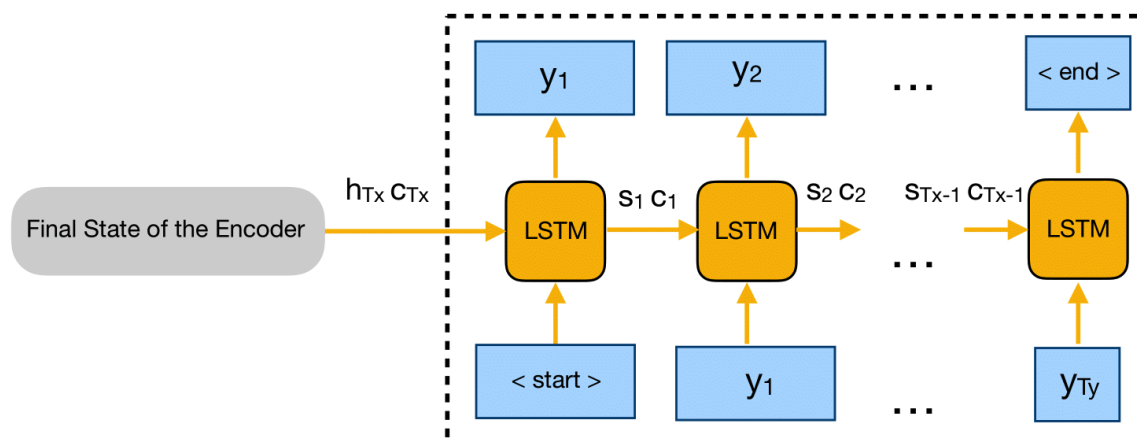 y1
y2
...
< end >
hTx cTx
s1 c1
s2 c2
sTx-1 cTx-1
Final State of the Encoder
LSTM
LSTM
...
LSTM
< start >
y1
...
yTy